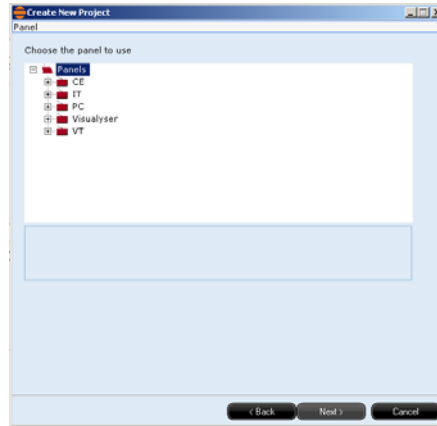 Create New Project
Panel
Choose the panel to use
Panels
CE
IT
PC
Visualyser
VT
< Back
Next >
Cancel